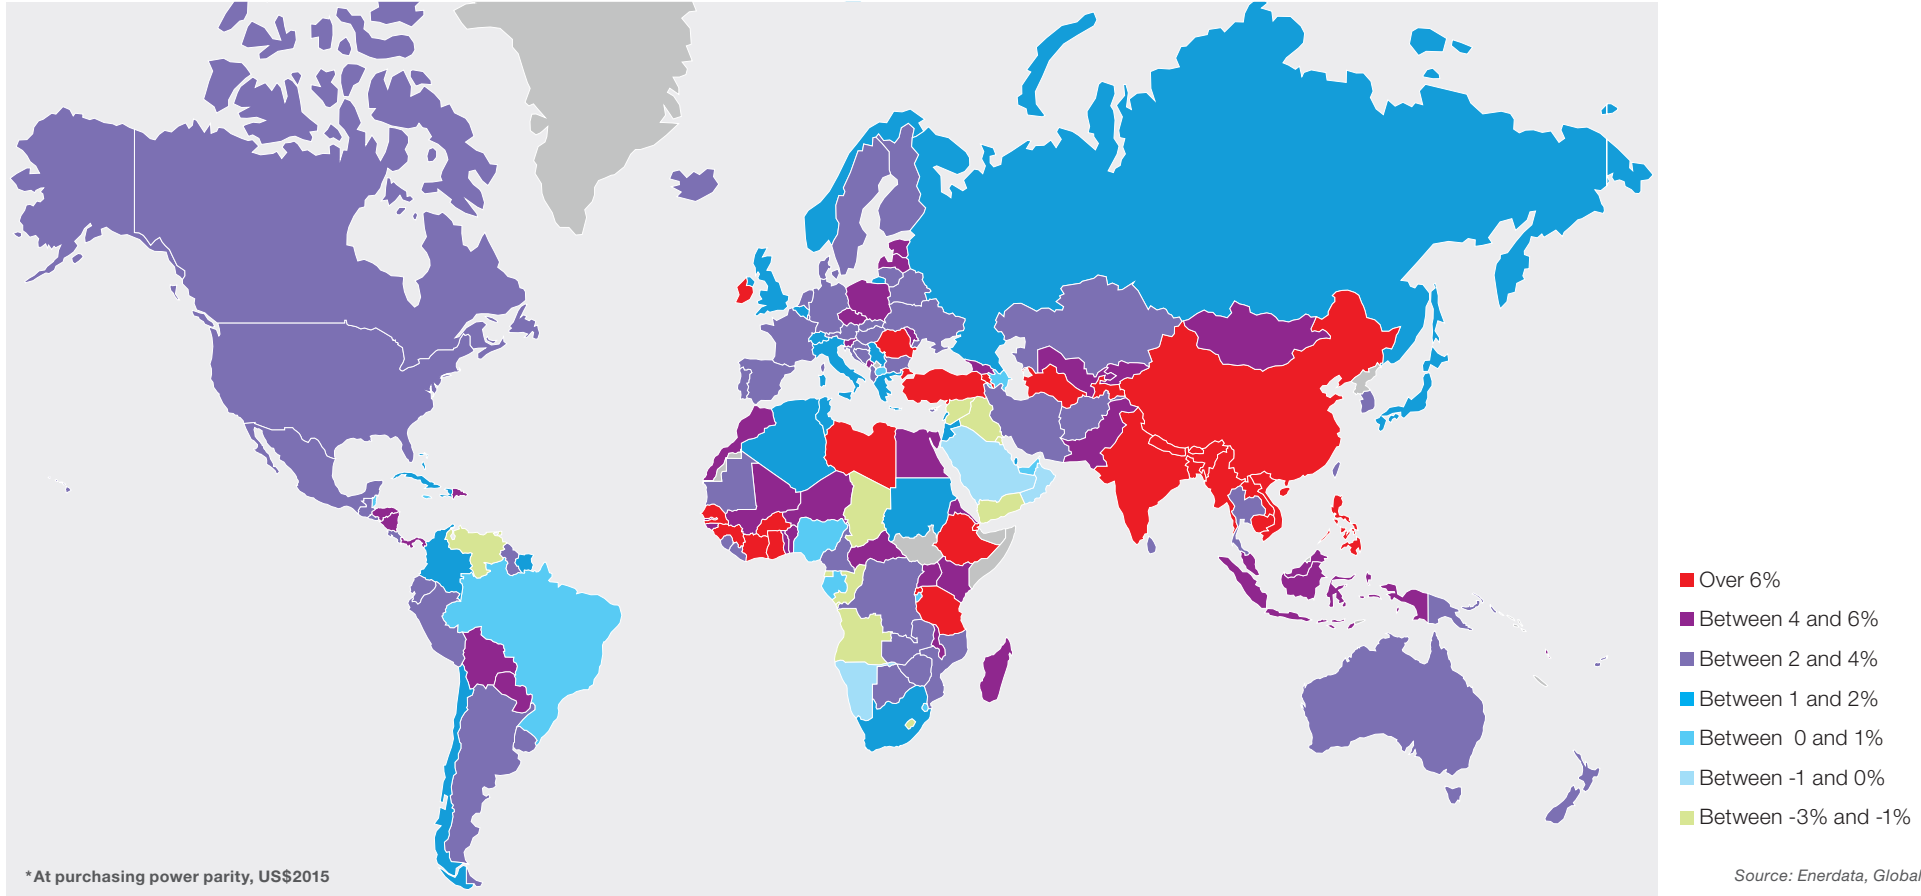 Over 6%
Between 4 and 6%
Between 2 and 4%
Between 1 and 2%
Between 0 and 1%
Between -1 and 0%
Between -3% and -1%
*At purchasing power parity, US$2015
Source: Enerdata, Global